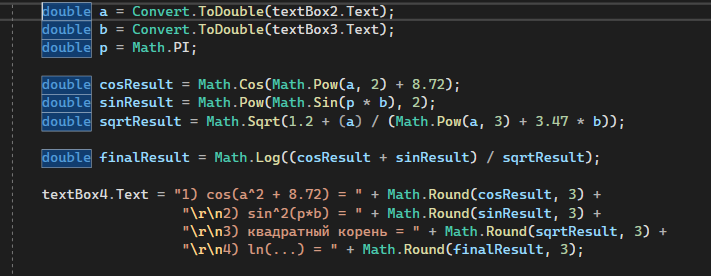 double a = Convert.ToDouble(textBox2.Text);
double b = Convert.ToDouble(textBox3.Text);
double p = Math.PI;
double cosResult = Math.Cos(Math.Pow(a, 2) + 8.72);
double sinResult = Math.Pow(Math.Sin(p * b), 2);
double sqrtResult = Math.Sqrt(1.2 + (a) / (Math.Pow(a, 3) + 3.47 * b));
double finalResult = Math.Log((cosResult + sinResult) / sqrtResult);
textBox4.Text = "1) cos(a^2 + 8.72) = " + Math.Round(cosResult, 3) +
"\r\n2) sin^2(p*b) = " + Math.Round(sinResult, 3) +
"\r\n3) квадратный корень = " + Math.Round(sqrtResult, 3) +
"\r\n4) ln(...) = " + Math.Round(finalResult, 3);